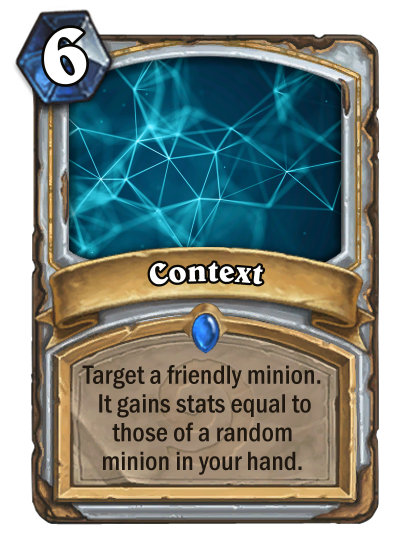 6
Context
Target a friendly minion.
It gains stats equal to
those of a random
minion in your hand.